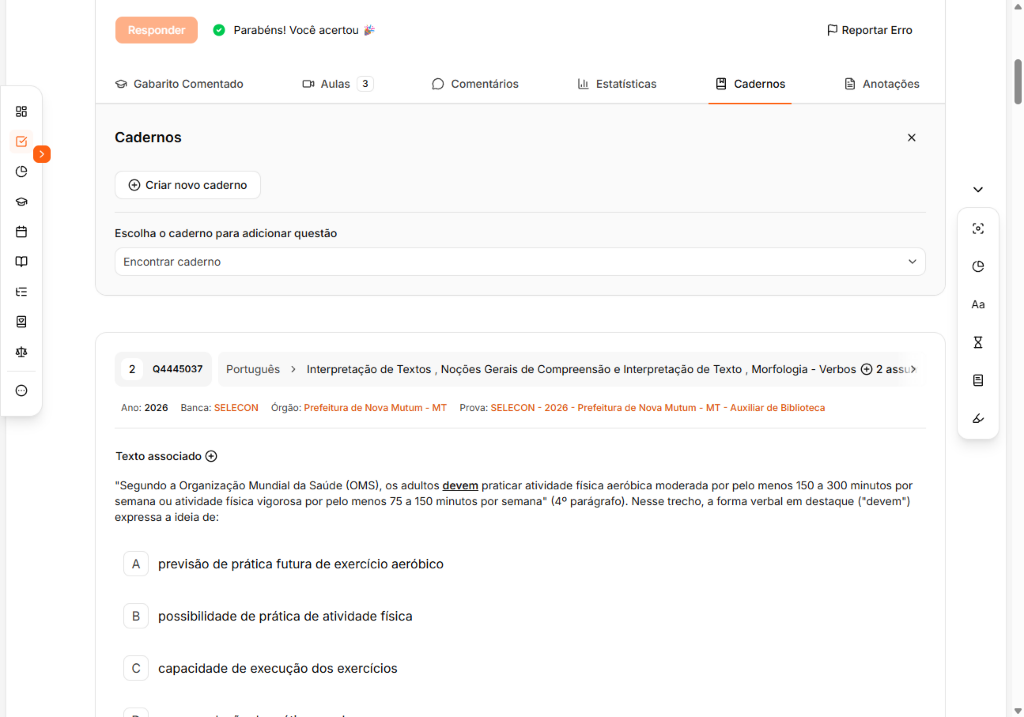 Responder Parabéns! Você acertou 🎉 Reportar Erro
Gabarito Comentado Aulas 3 Comentários Estatísticas Cadernos Anotações
Cadernos
Criar novo caderno
Escolha o caderno para adicionar questão
Encontrar caderno
2 Q4445037 Português > Interpretação de Textos , Noções Gerais de Compreensão e Interpretação de Texto , Morfologia - Verbos 2
Ano: 2026 Banca: SELECON Órgão: Prefeitura de Nova Mutum - MT Prova: SELECON - 2026 - Prefeitura de Nova Mutum - MT - Auxiliar de Biblioteca
Texto associado
"Segundo a Organização Mundial da Saúde (OMS), os adultos devem praticar atividade física aeróbica moderada por pelo menos 150 a 300 minutos por
semana ou atividade física vigorosa por pelo menos 75 a 150 minutos por semana" (4º parágrafo). Nesse trecho, a forma verbal em destaque ("devem")
expressa a ideia de:
A previsão de prática futura de exercício aeróbico
B possibilidade de prática de atividade física
C capacidade de execução dos exercícios
Aa